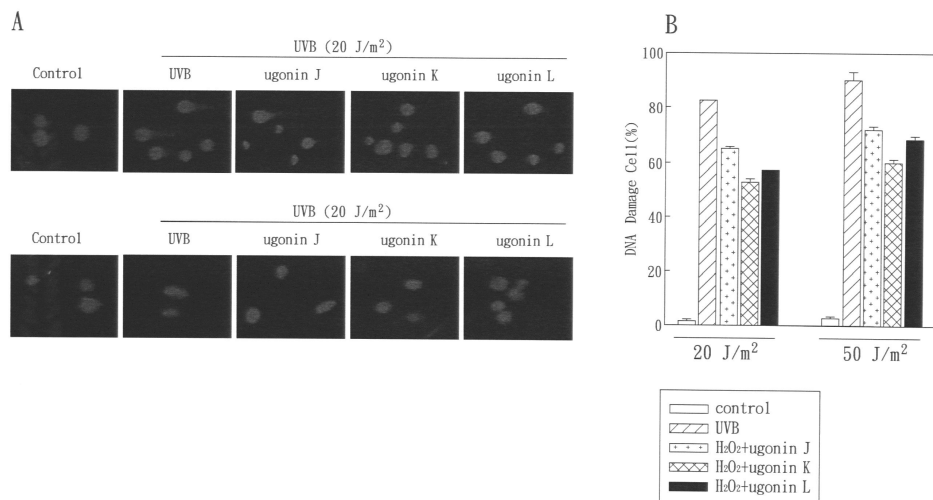 A
UVB (20 J/m²)
Control UVB ugonin J ugonin K ugonin L
UVB (20 J/m²)
Control UVB ugonin J ugonin K ugonin L
B
DNA Damage Cell(%)
100
80
60
40
20
0
20 J/m² 50 J/m²
control
UVB
H₂O₂+ugonin J
H₂O₂+ugonin K
H₂O₂+ugonin L